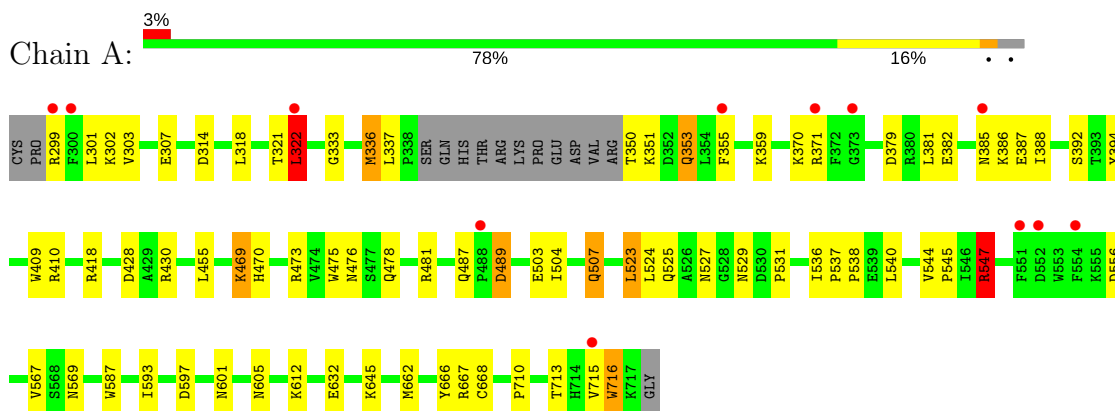 3%
Chain A:
78% 16% • •
CYS PRO R299 F300 L301 K302 V303 E307 D314 L318 T321 L322 G333 M336 L337 P338 SER GLN HIS THR ARG LYS PRO GLU ASP VAL ARG T350 K351 D352 Q353 L354 F355 K359 K370 R371 F372 G373 D379 R380 L381 E382 N385 K386 E387 I388 S392 T393
W409 R410 R418 D428 A429 R430 L455 K469 H470 R473 V474 W475 N476 S477 Q478 R481 Q487 P488 D489 E503 I504 Q507 L523 L524 Q525 A526 N527 G528 N529 D530 P531 I536 P537 P538 E539 L540 V544 P545 I546 R547 F551 D552 W553 F554 K555 D556
V567 S568 N569 W587 I593 D597 N601 N605 K612 E632 K645 M662 Y666 R667 C668 P710 T713 H714 V715 W716 K717 GLY